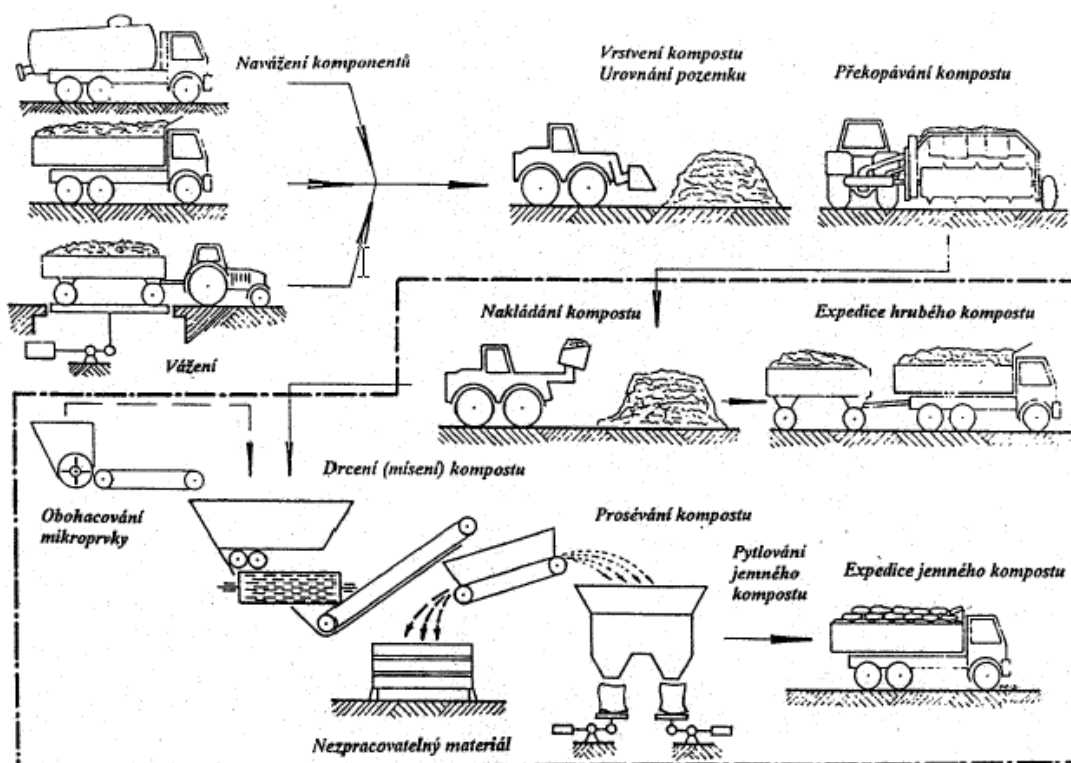 Navážení komponentů
Vrstvení kompostu
Urovnání pozemku
Překopávání kompostu
Vážení
Nakládání kompostu
Expedice hrubého kompostu
Drcení (mísení) kompostu
Obohacování
mikroprvky
Prosévání kompostu
Pytlování
jemného
kompostu
Expedice jemného kompostu
Nezpracovatelný materiál